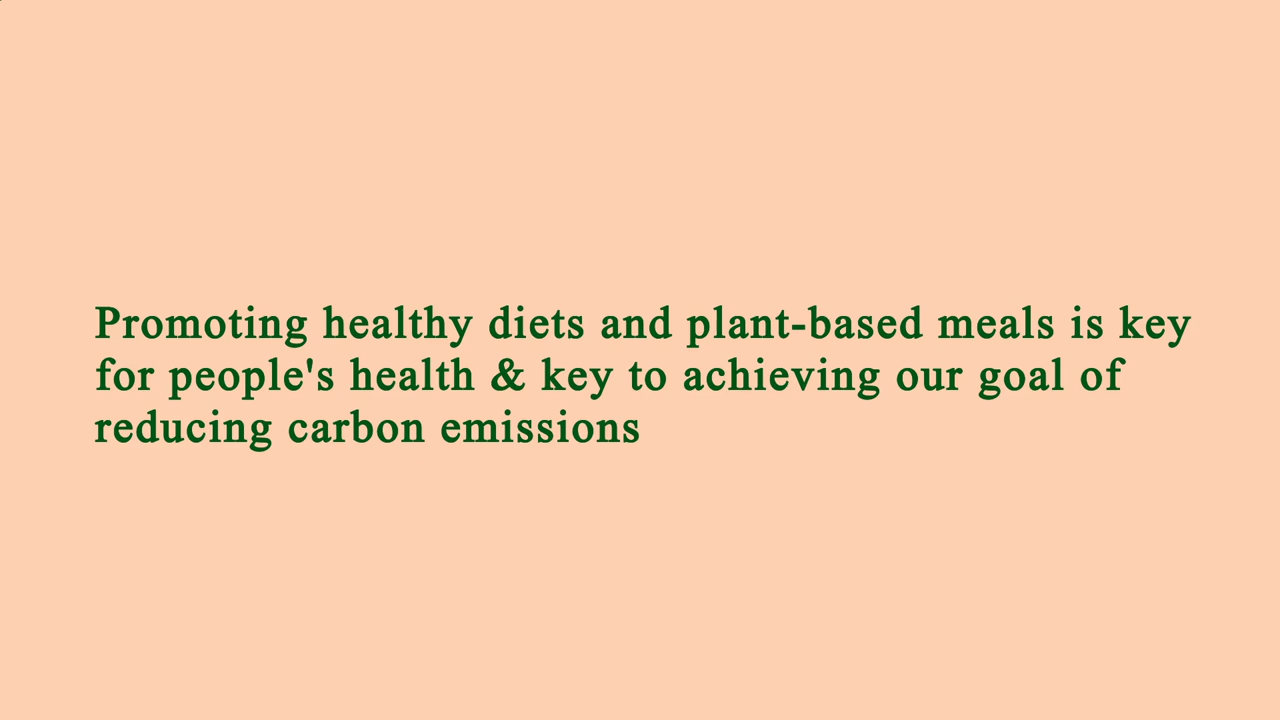 Promoting healthy diets and plant-based meals is key
for people's health & key to achieving our goal of
reducing carbon emissions